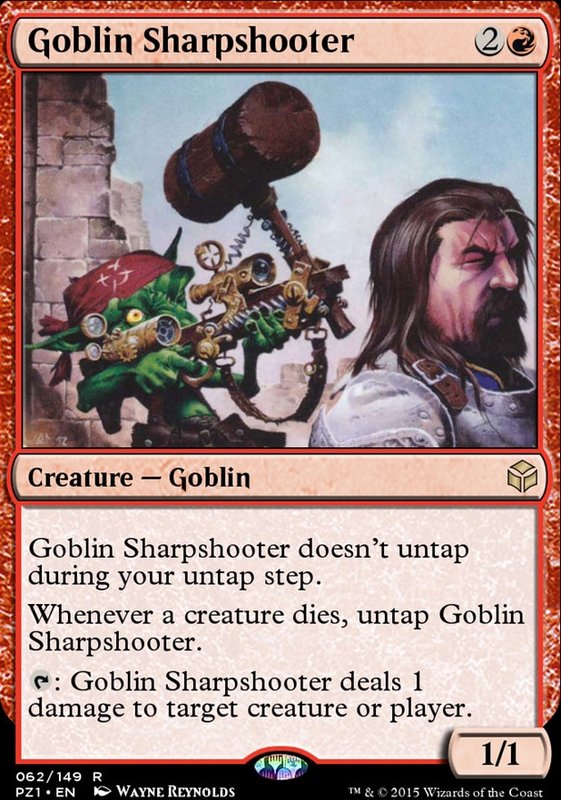 Goblin Sharpshooter 2
Creature — Goblin
Goblin Sharpshooter doesn't untap
during your untap step.
Whenever a creature dies, untap Goblin
Sharpshooter.
: Goblin Sharpshooter deals 1
damage to target creature or player.
1/1
062/149 R
PZ1 • EN WAYNE REYNOLDS
™ & © 2015 Wizards of the Coast